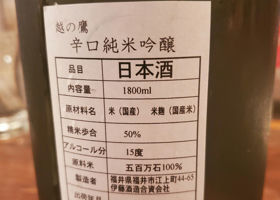 越の鷹
辛口純米吟醸
品目 日本酒
内容量 1800ml
原材料名 米（国産） 米麹（国産米）
精米歩合 50%
アルコール分 15度
原料米 五百万石100%
製造者 福井県福井市江上町44-65
伊藤酒造合資会社
出荷年月